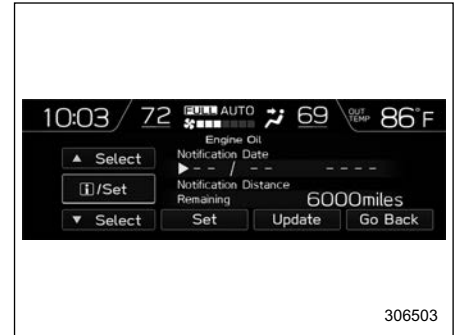 10:03 / 72 FULL AUTO 69 OUT TEMP 86°F
Engine Oil
▲ Select
Notification Date
▶-- / -- ----
i/Set
Notification Distance
Remaining 6000miles
▼ Select Set Update Go Back
306503